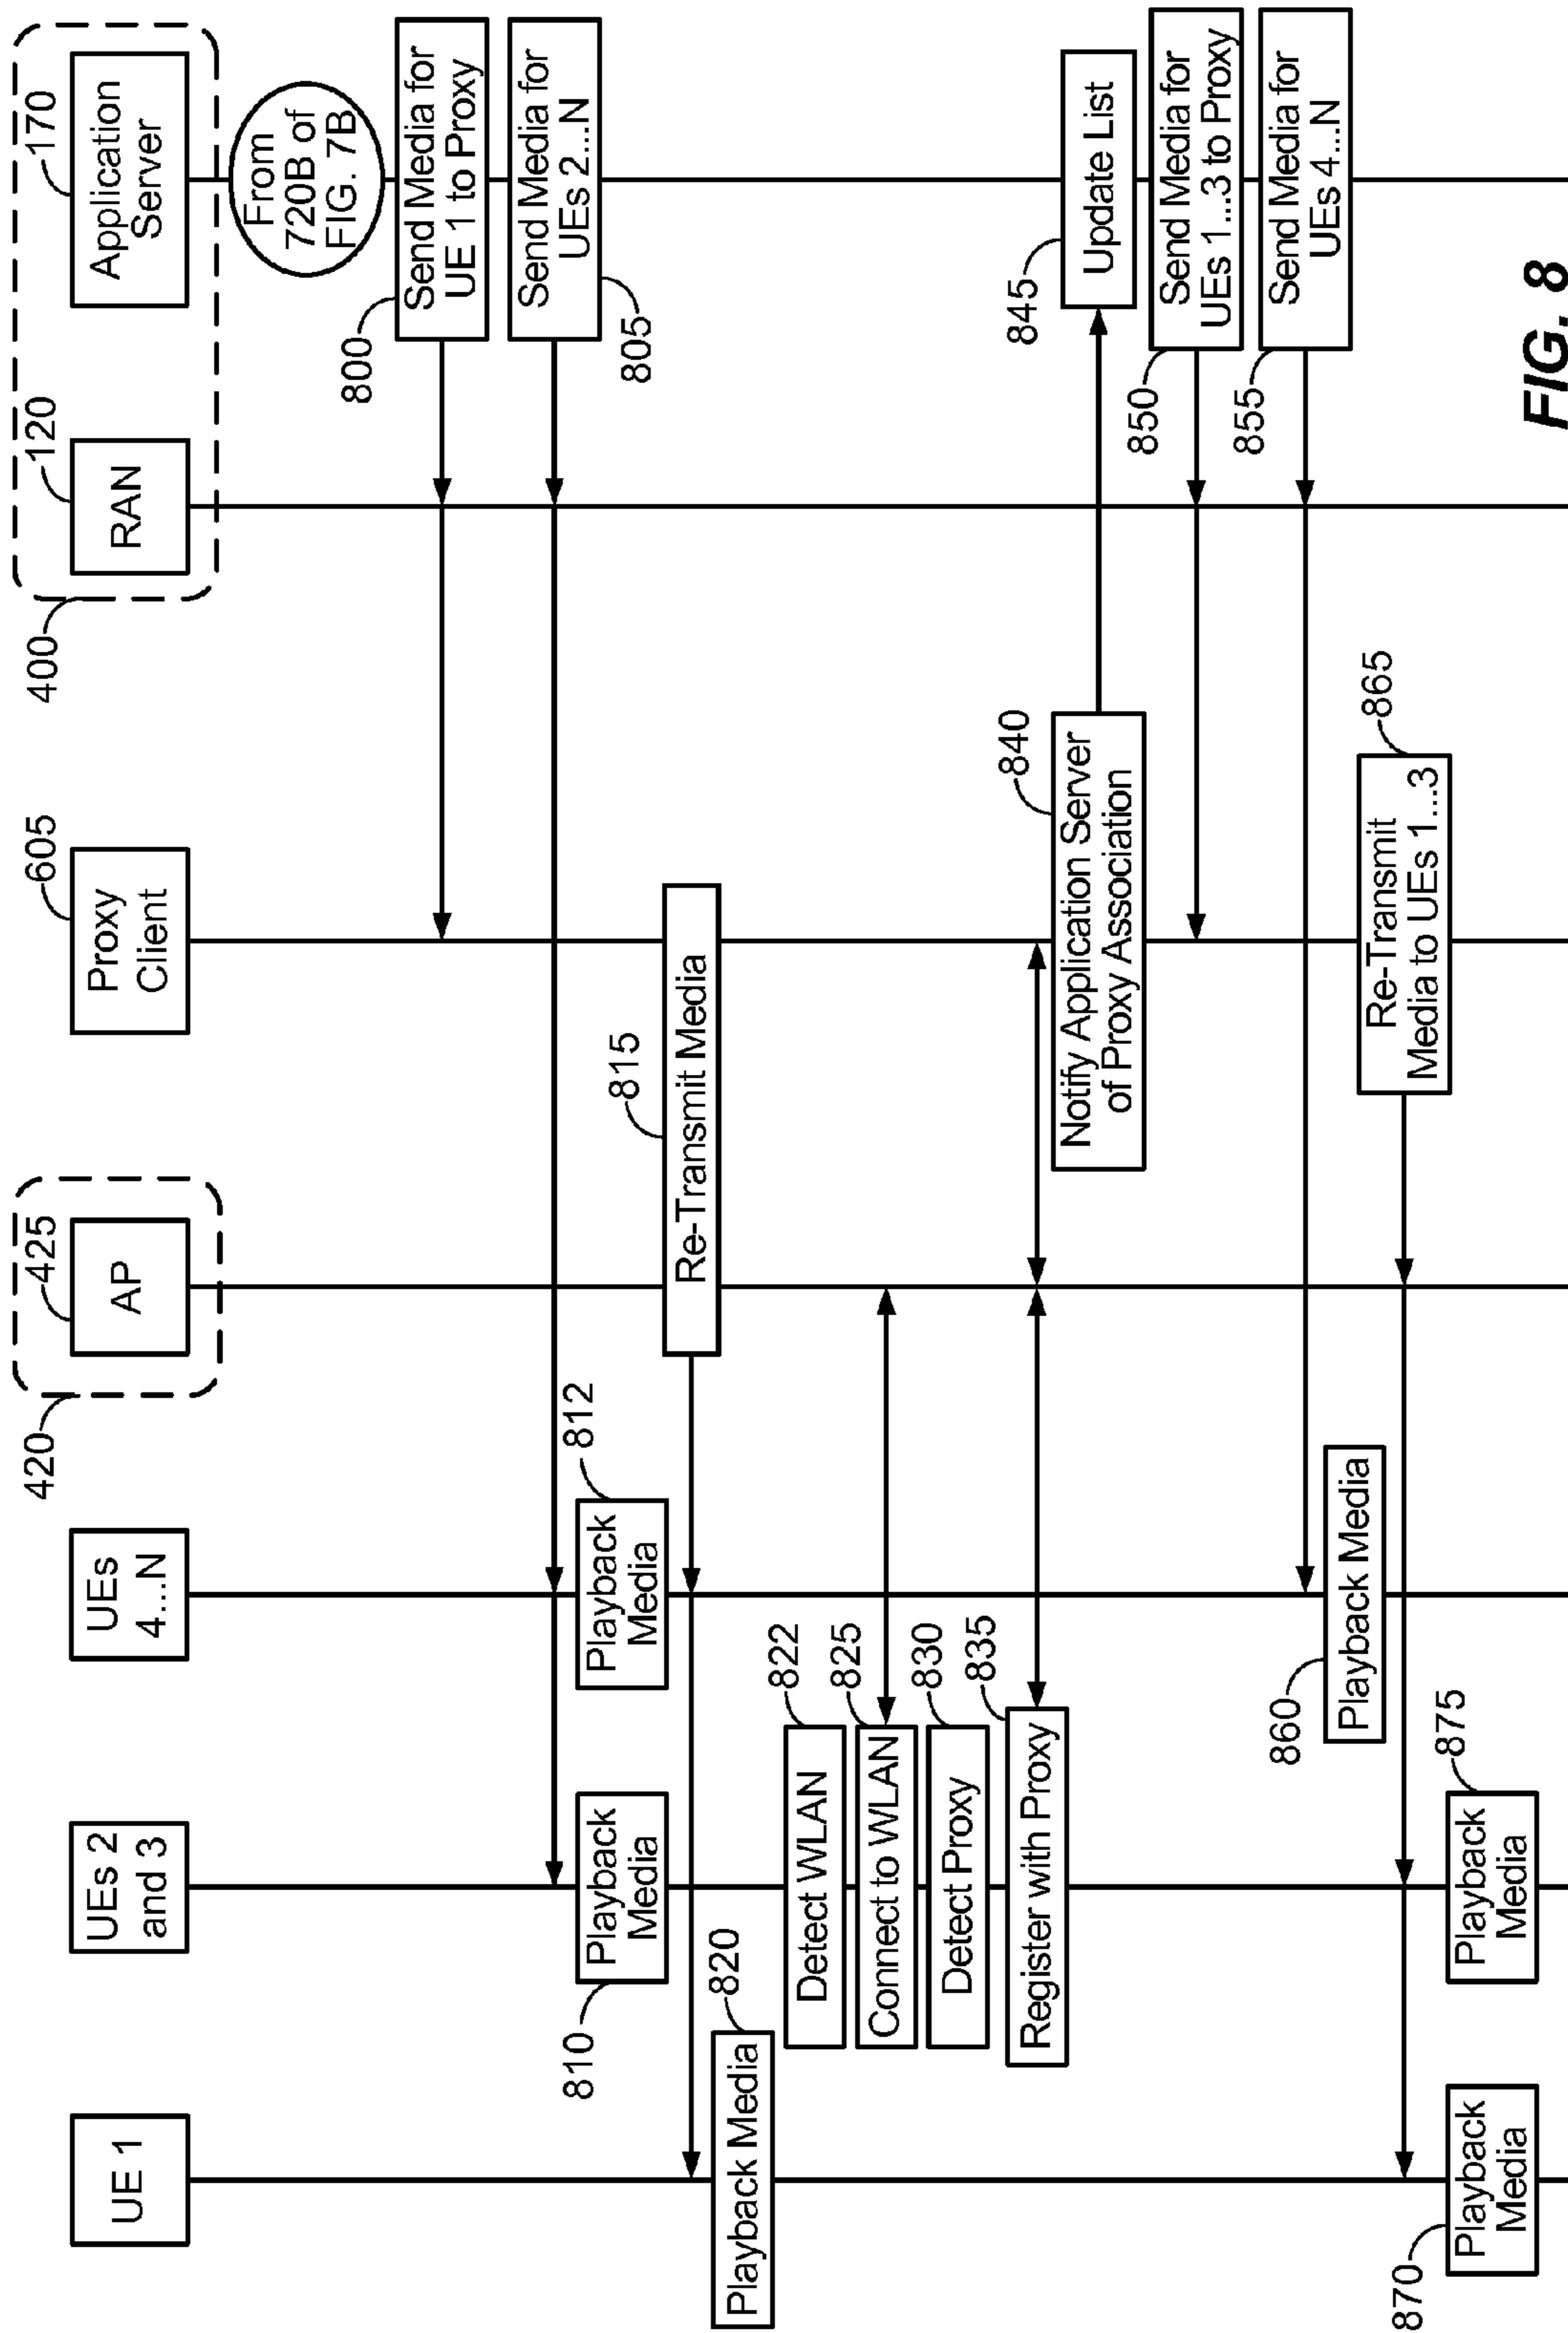 UE 1
UEs 2
and 3
UEs
4...N
420
425
AP
605
Proxy
Client
400
120
RAN
170
Application
Server
From
720B of
FIG. 7B
800
Send Media for
UE 1 to Proxy
805
Send Media for
UEs 2...N
810
Playback
Media
812
Playback
Media
815
Re-Transmit Media
820
Playback Media
822
Detect WLAN
825
Connect to WLAN
830
Detect Proxy
835
Register with Proxy
840
Notify Application Server
of Proxy Association
845
Update List
850
Send Media for
UEs 1...3 to Proxy
855
Send Media for
UEs 4...N
860
Playback Media
865
Re-Transmit
Media to UEs 1...3
870
Playback
Media
875
Playback
Media
FIG. 8